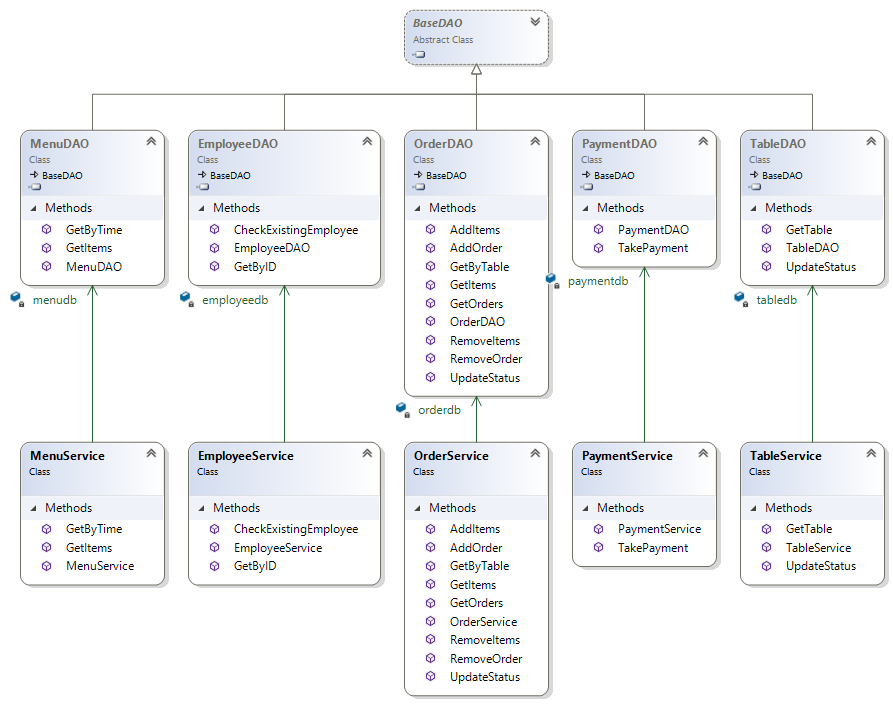 BaseDAO
Abstract Class
MenuDAO
Class
BaseDAO
Methods
GetByTime
GetItems
MenuDAO
EmployeeDAO
Class
BaseDAO
Methods
CheckExistingEmployee
EmployeeDAO
GetByID
OrderDAO
Class
BaseDAO
Methods
AddItems
AddOrder
GetByTable
GetItems
GetOrders
OrderDAO
RemoveItems
RemoveOrder
UpdateStatus
PaymentDAO
Class
BaseDAO
Methods
PaymentDAO
TakePayment
TableDAO
Class
BaseDAO
Methods
GetTable
TableDAO
UpdateStatus
menudb
employeedb
orderdb
paymentdb
tabledb
MenuService
Class
Methods
GetByTime
GetItems
MenuService
EmployeeService
Class
Methods
CheckExistingEmployee
EmployeeService
GetByID
OrderService
Class
Methods
AddItems
AddOrder
GetByTable
GetItems
GetOrders
OrderService
RemoveItems
RemoveOrder
UpdateStatus
PaymentService
Class
Methods
PaymentService
TakePayment
TableService
Class
Methods
GetTable
TableService
UpdateStatus